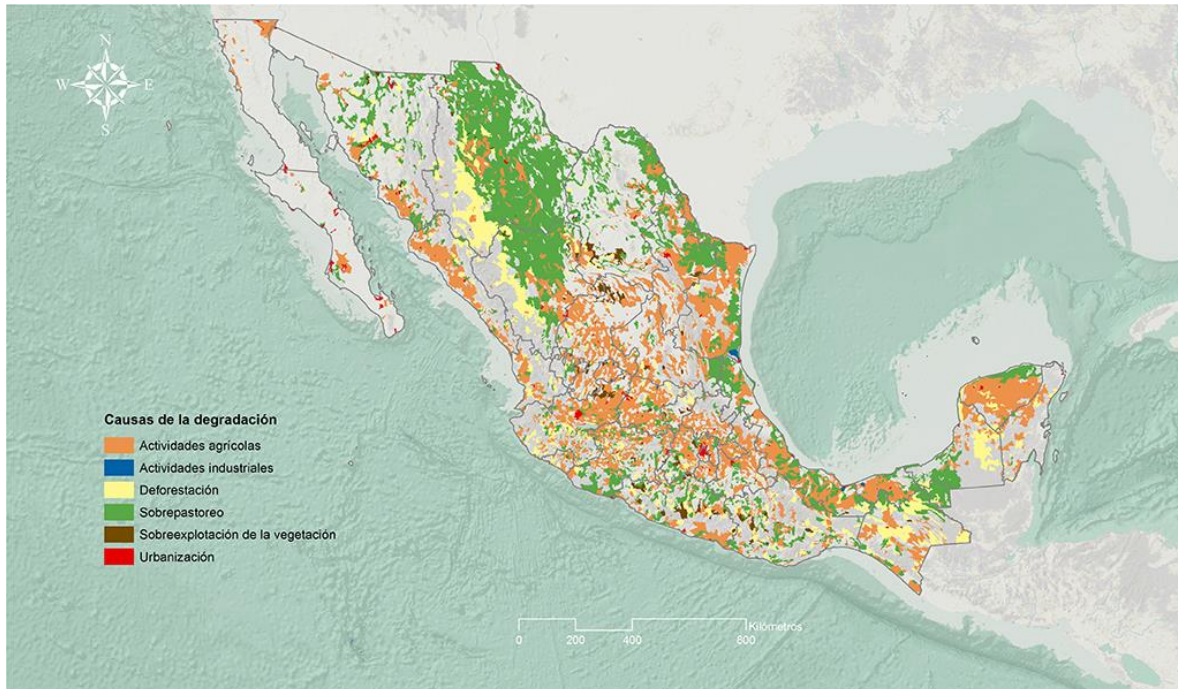 N
W
E
S
Causas de la degradación
Actividades agrícolas
Actividades industriales
Deforestación
Sobrepastoreo
Sobreexplotación de la vegetación
Urbanización
Kilómetros
0 200 400 800